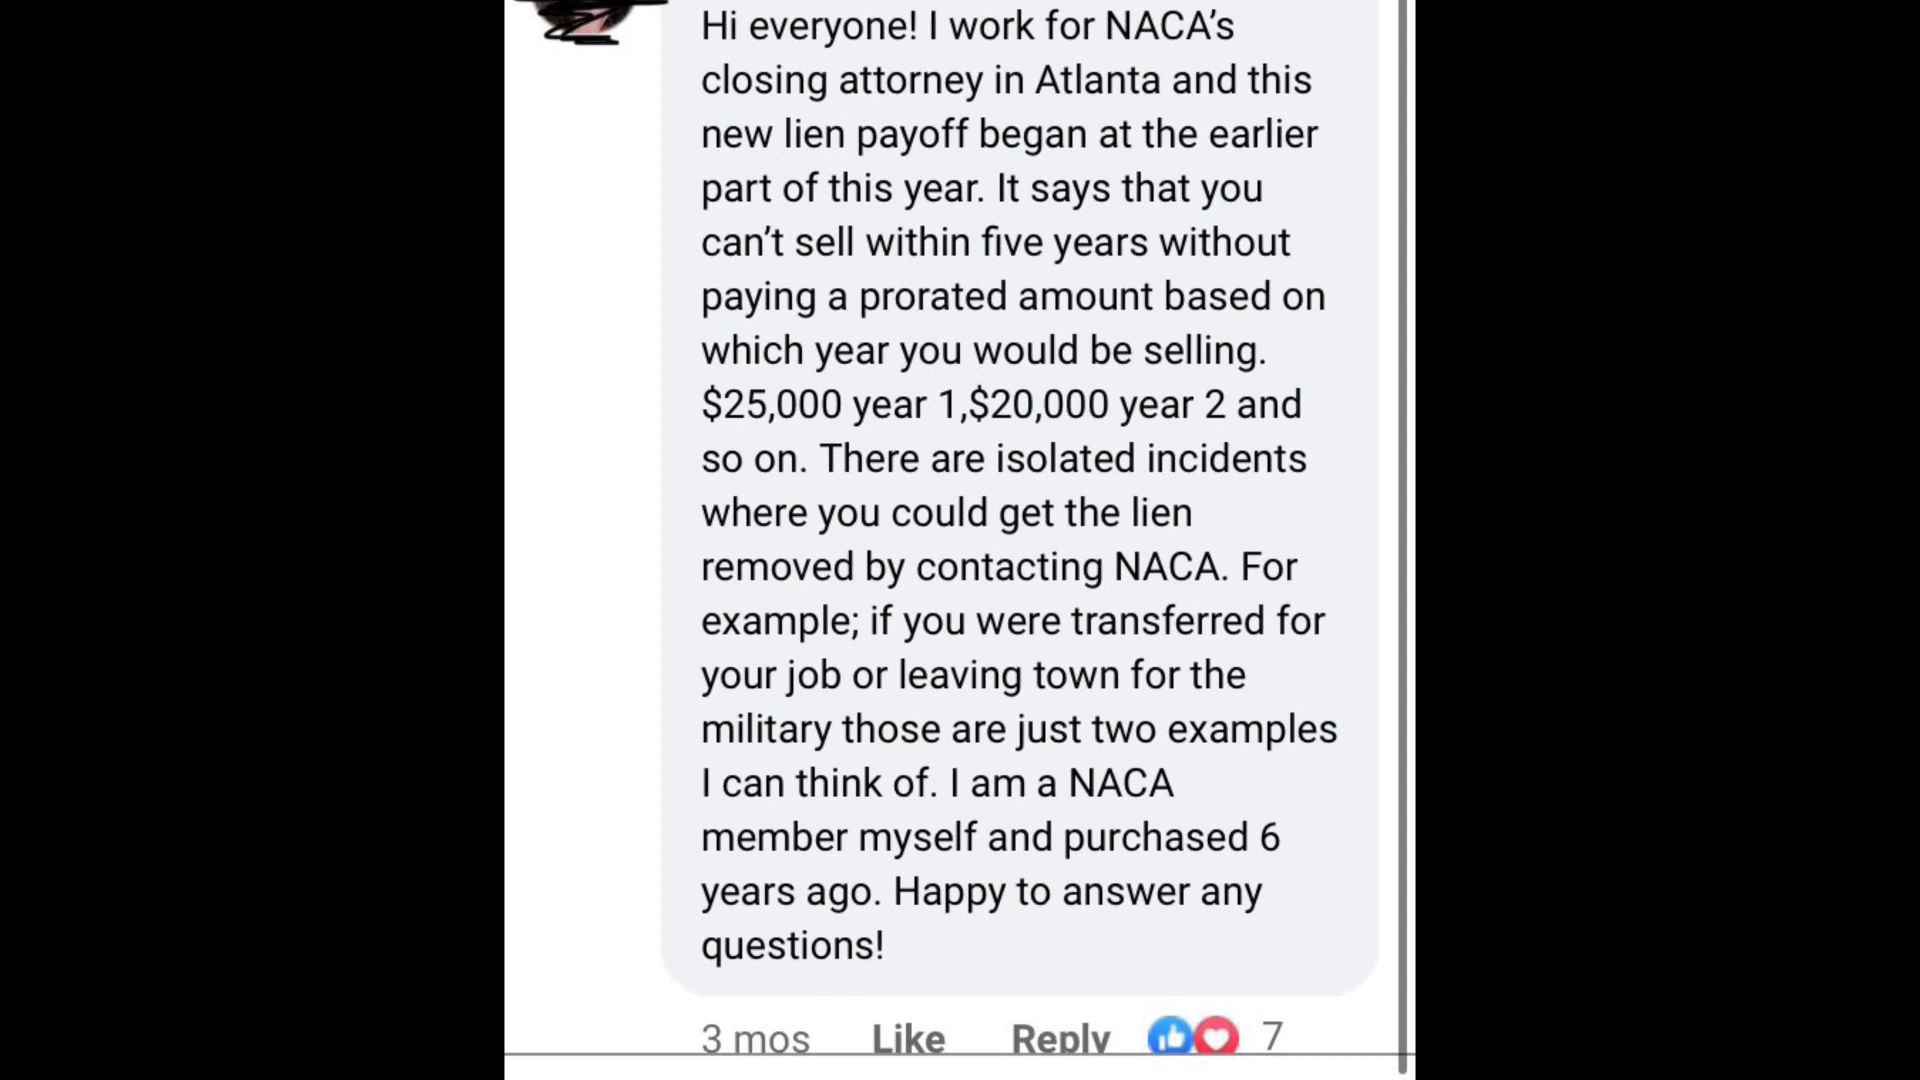 Hi everyone! I work for NACA’s
closing attorney in Atlanta and this
new lien payoff began at the earlier
part of this year. It says that you
can’t sell within five years without
paying a prorated amount based on
which year you would be selling.
$25,000 year 1,$20,000 year 2 and
so on. There are isolated incidents
where you could get the lien
removed by contacting NACA. For
example; if you were transferred for
your job or leaving town for the
military those are just two examples
I can think of. I am a NACA
member myself and purchased 6
years ago. Happy to answer any
questions!
3 mos Like Reply 7